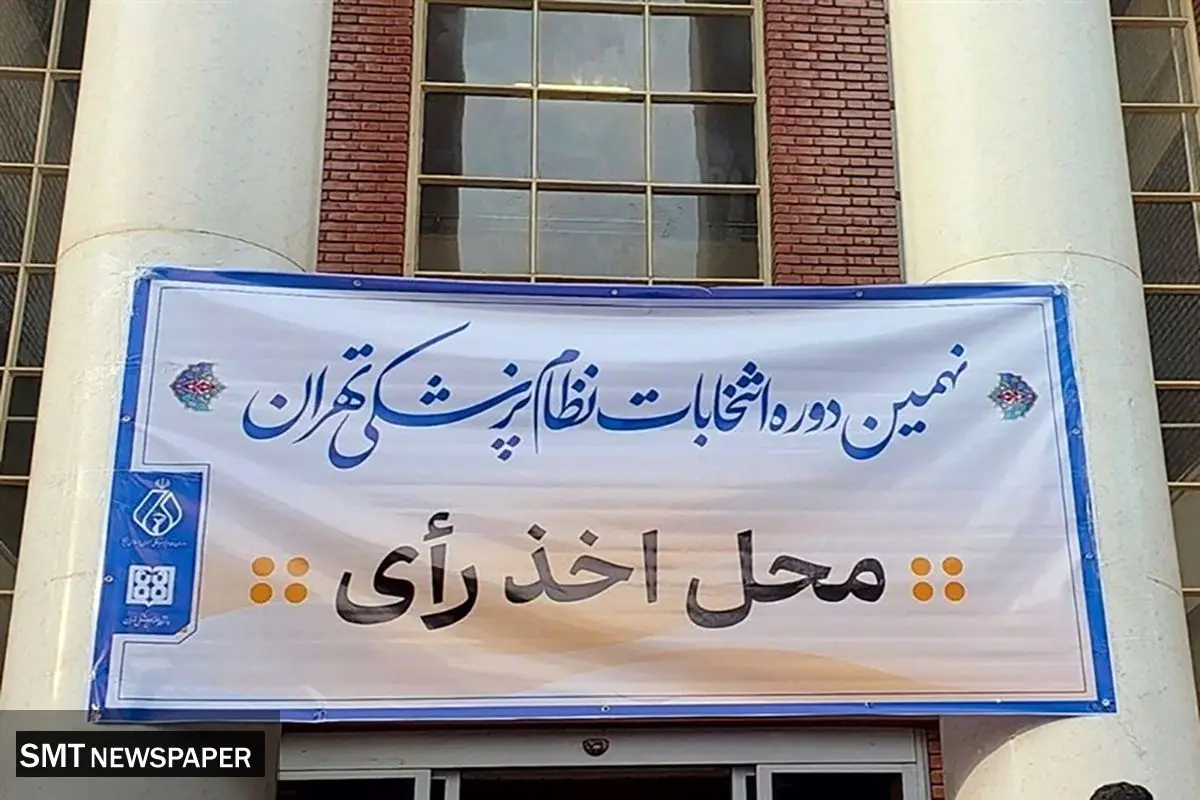 نهمین دوره انتخابات نظام پزشکی تهران
محل اخذ رأی
SMT NEWSPAPER